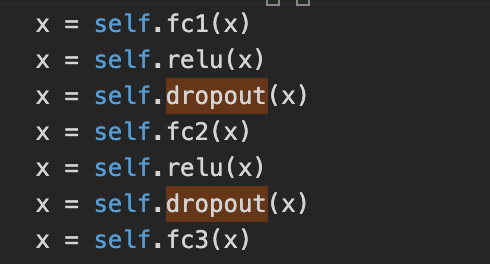 x = self.fc1(x)
x = self.relu(x)
x = self.dropout(x)
x = self.fc2(x)
x = self.relu(x)
x = self.dropout(x)
x = self.fc3(x)